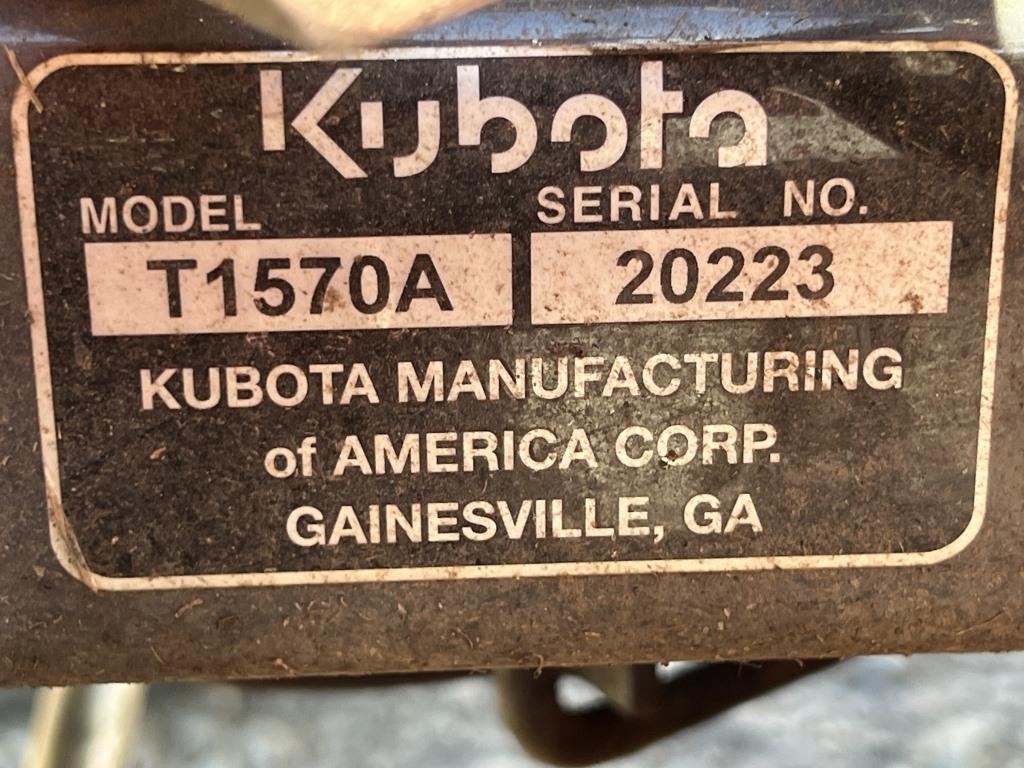 Kubota
MODEL SERIAL NO.
T1570A 20223
KUBOTA MANUFACTURING
of AMERICA CORP.
GAINESVILLE, GA